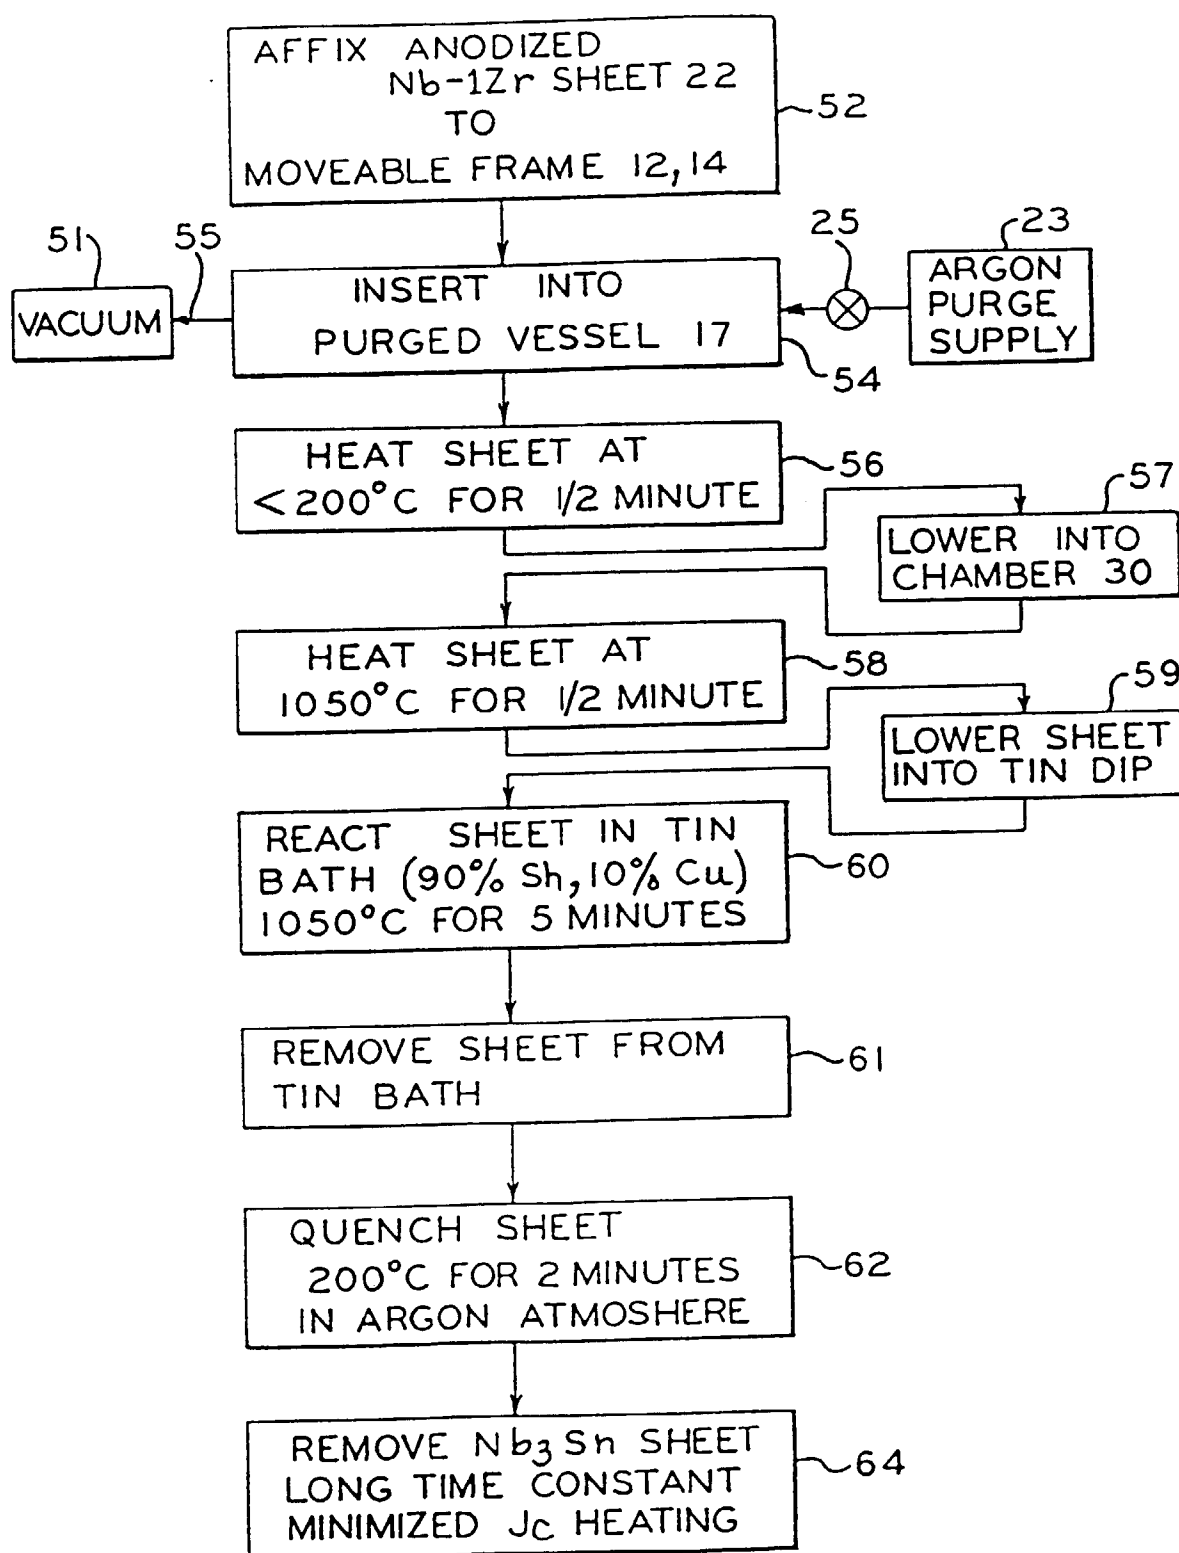 AFFIX ANODIZED
Nb-1Zr SHEET 22
TO
MOVEABLE FRAME 12, 14
52
51
55
25
23
VACUUM
INSERT INTO
PURGED VESSEL 17
ARGON
PURGE
SUPPLY
54
HEAT SHEET AT
<200°C FOR 1/2 MINUTE
56
57
LOWER INTO
CHAMBER 30
HEAT SHEET AT
1050°C FOR 1/2 MINUTE
58
59
LOWER SHEET
INTO TIN DIP
REACT SHEET IN TIN
BATH (90% Sh, 10% Cu)
1050°C FOR 5 MINUTES
60
REMOVE SHEET FROM
TIN BATH
61
QUENCH SHEET
200°C FOR 2 MINUTES
IN ARGON ATMOSHERE
62
REMOVE Nb3Sn SHEET
LONG TIME CONSTANT
MINIMIZED Jc HEATING
64